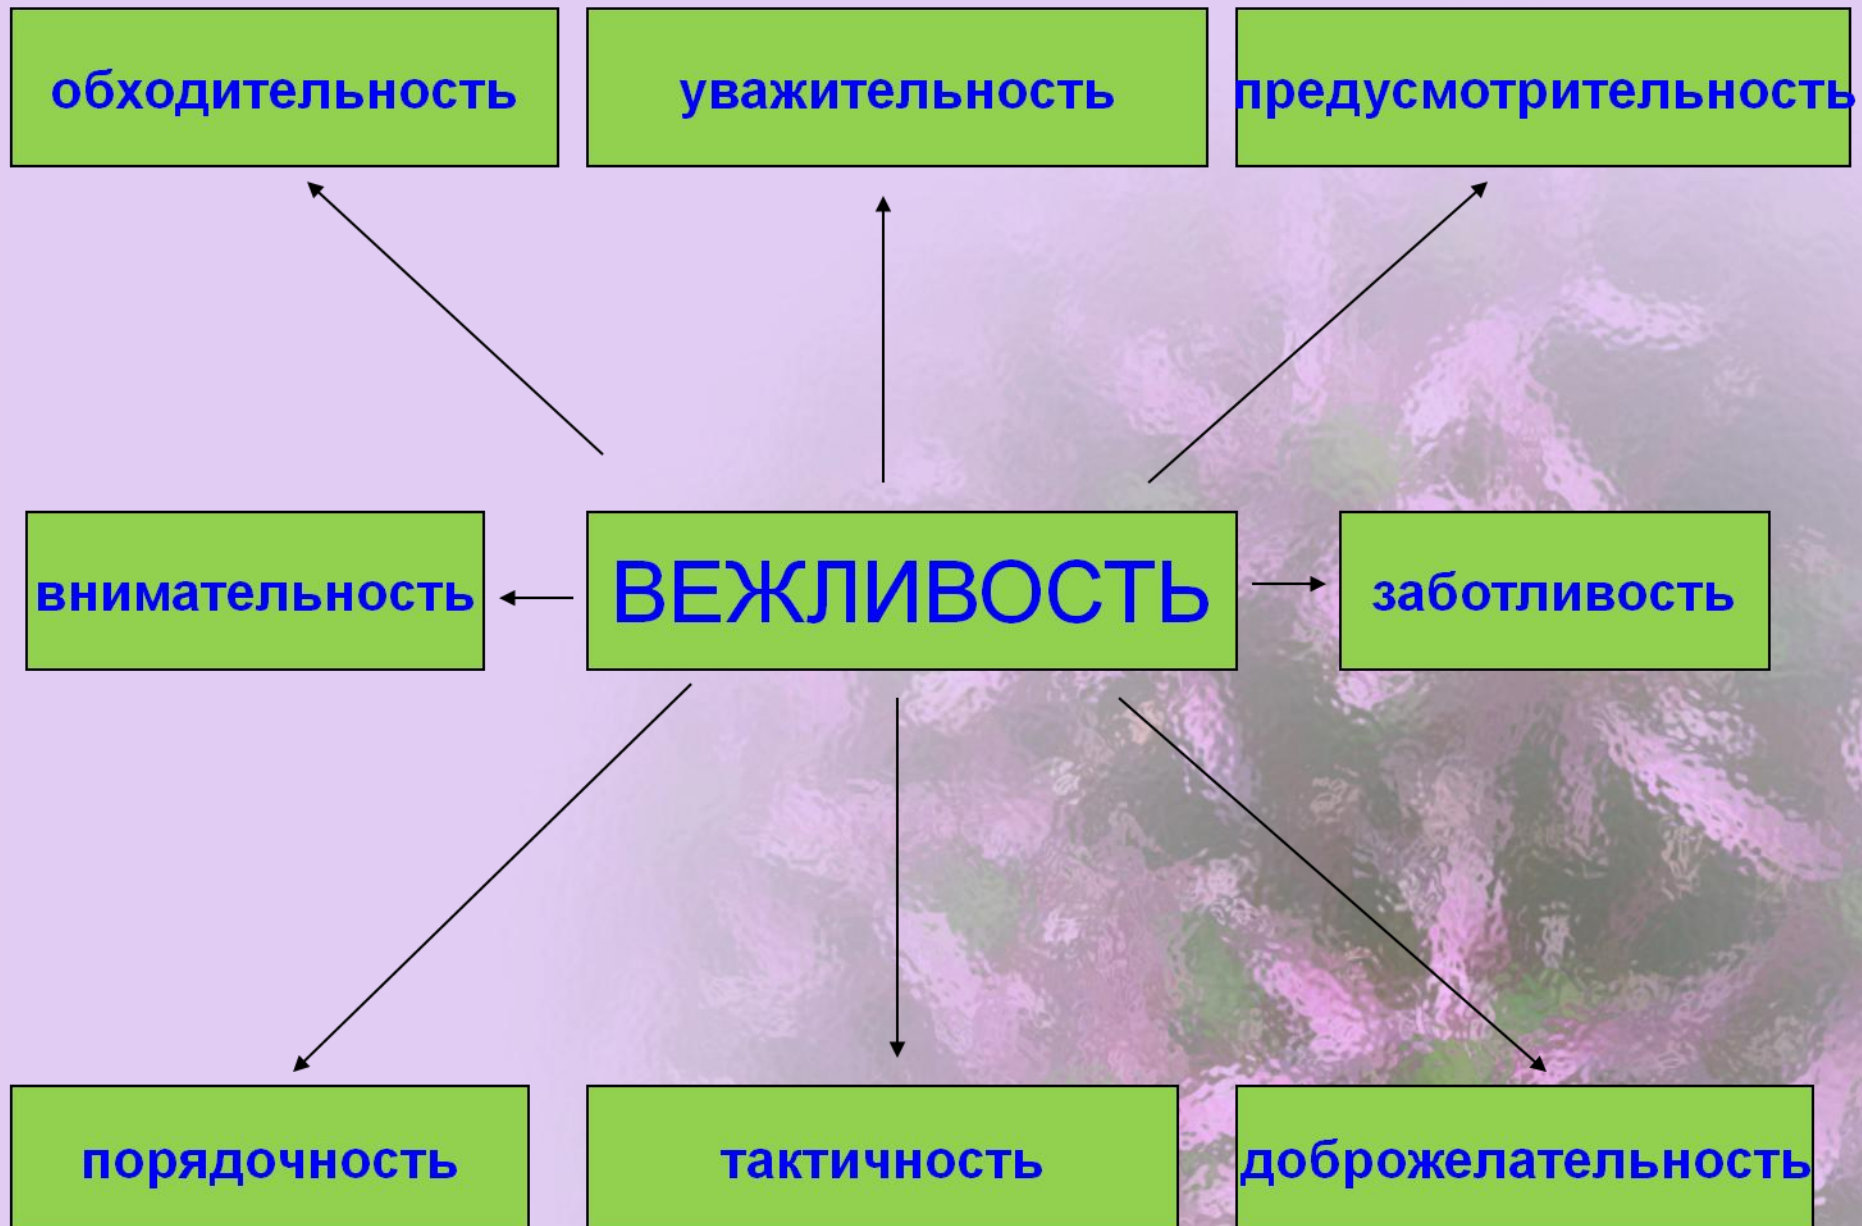 обходительность
уважительность
предусмотрительность
внимательность
ВЕЖЛИВОСТЬ
заботливость
порядочность
тактичность
доброжелательность